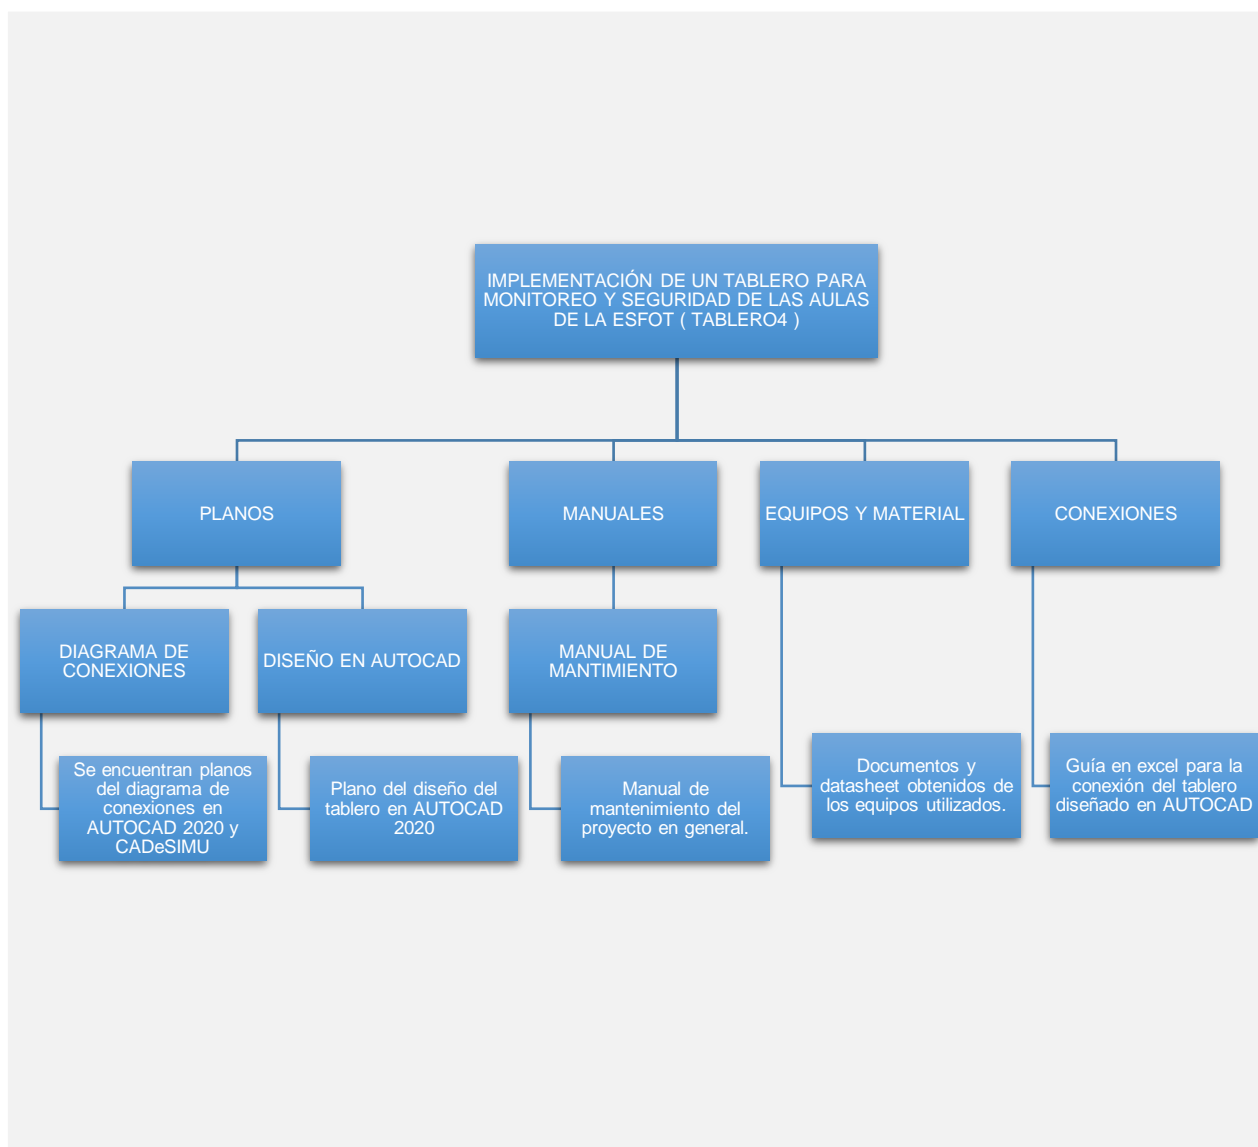 IMPLEMENTACIÓN DE UN TABLERO PARA
MONITOREO Y SEGURIDAD DE LAS AULAS
DE LA ESFOT ( TABLERO4 )
PLANOS
MANUALES
EQUIPOS Y MATERIAL
CONEXIONES
DIAGRAMA DE
CONEXIONES
DISEÑO EN AUTOCAD
MANUAL DE
MANTIMIENTO
Se encuentran planos
del diagrama de
conexiones en
AUTOCAD 2020 y
CADeSIMU
Plano del diseño del
tablero en AUTOCAD
2020
Manual de
mantenimiento del
proyecto en general.
Documentos y
datasheet obtenidos de
los equipos utilizados.
Guía en excel para la
conexión del tablero
diseñado en AUTOCAD